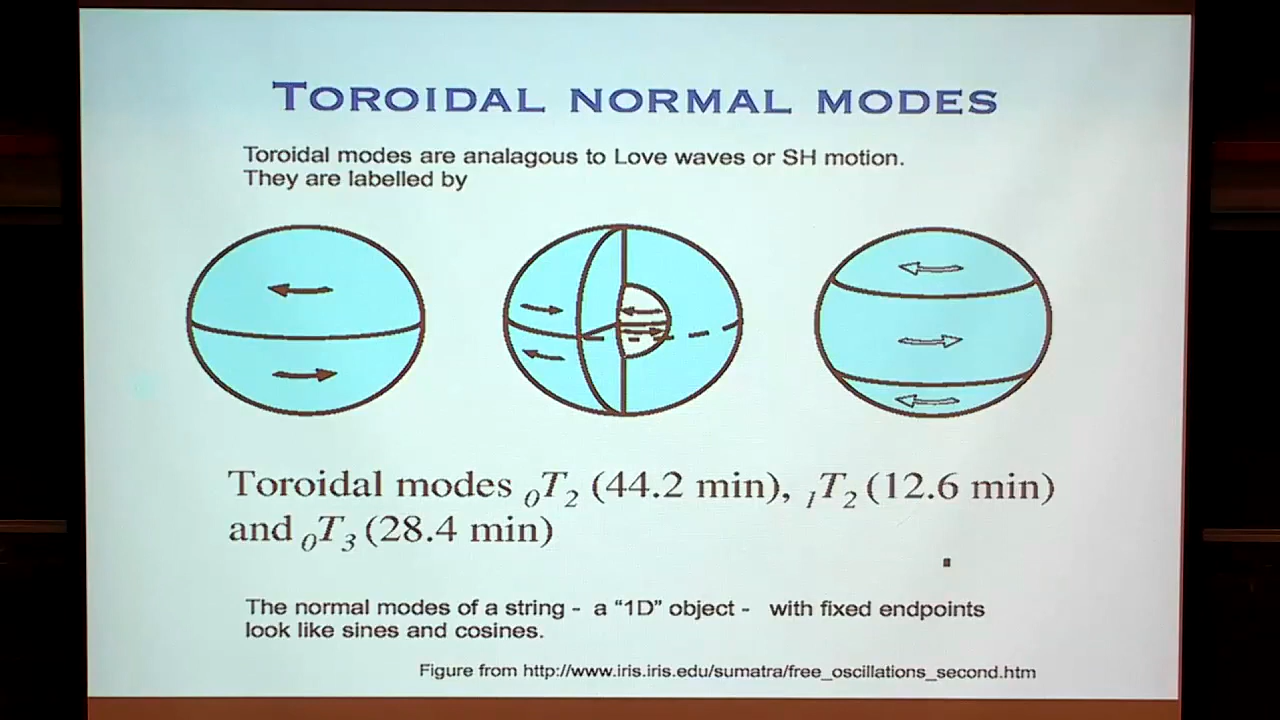 TOROIDAL NORMAL MODES
Toroidal modes are analagous to Love waves or SH motion.
They are labelled by
Toroidal modes ₀T₂ (44.2 min), ₁T₂ (12.6 min)
and ₀T₃ (28.4 min)
The normal modes of a string - a “1D” object - with fixed endpoints
look like sines and cosines.
Figure from http://www.iris.iris.edu/sumatra/free_oscillations_second.htm